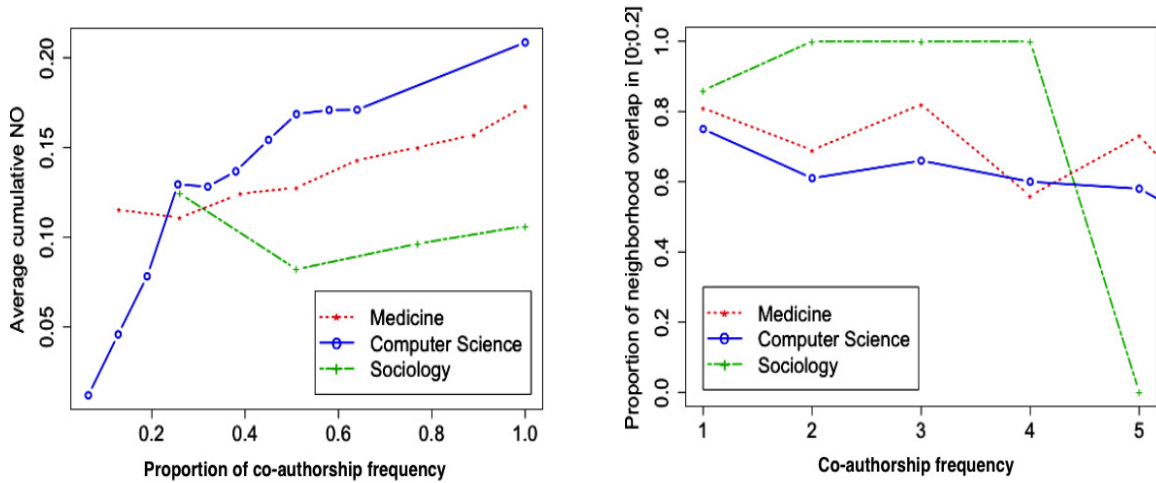 Average cumulative NO
0.20
0.15
0.10
0.05
Medicine
Computer Science
Sociology
0.2
0.4
0.6
0.8
1.0
Proportion of co-authorship frequency
Proportion of neighborhood overlap in [0;0.2]
1.0
0.8
0.6
0.4
0.2
0.0
Medicine
Computer Science
Sociology
1
2
3
4
5
Co-authorship frequency